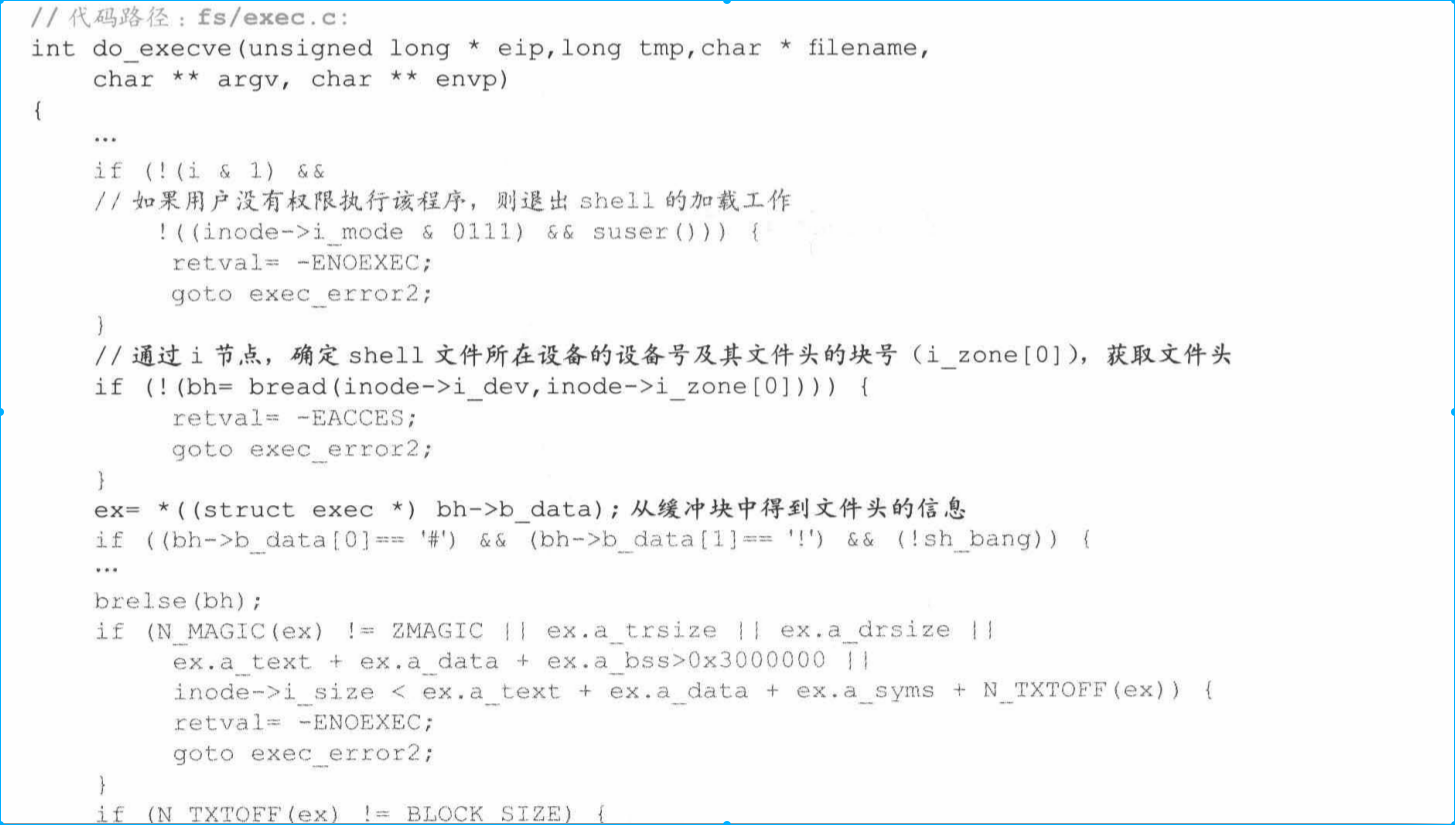 // 代码路径:fs/exec.c:
int do_execve(unsigned long * eip,long tmp,char * filename,
char ** argv, char ** envp)
{
…
if (!(i & 1) &&
// 如果用户没有权限执行该程序,则退出 shell 的加载工作
!((inode->i_mode & 0111) && suser())) {
retval= -ENOEXEC;
goto exec_error2;
}
// 通过 i 节点,确定 shell 文件所在设备的设备号及其文件头的块号(i_zone[0]),获取文件头
if (!(bh= bread(inode->i_dev,inode->i_zone[0]))) {
retval= -EACCES;
goto exec_error2;
}
ex= *((struct exec *) bh->b_data);从缓冲块中得到文件头的信息
if ((bh->b_data[0]== '#') && (bh->b_data[1]== '!') && (!sh_bang)) {
…
brelse(bh);
if (N_MAGIC(ex) != ZMAGIC || ex.a_trsize || ex.a_drsize ||
ex.a_text + ex.a_data + ex.a_bss>0x3000000 ||
inode->i_size < ex.a_text + ex.a_data + ex.a_syms + N_TXTOFF(ex)) {
retval= -ENOEXEC;
goto exec_error2;
}
if (N_TXTOFF(ex) != BLOCK_SIZE) {